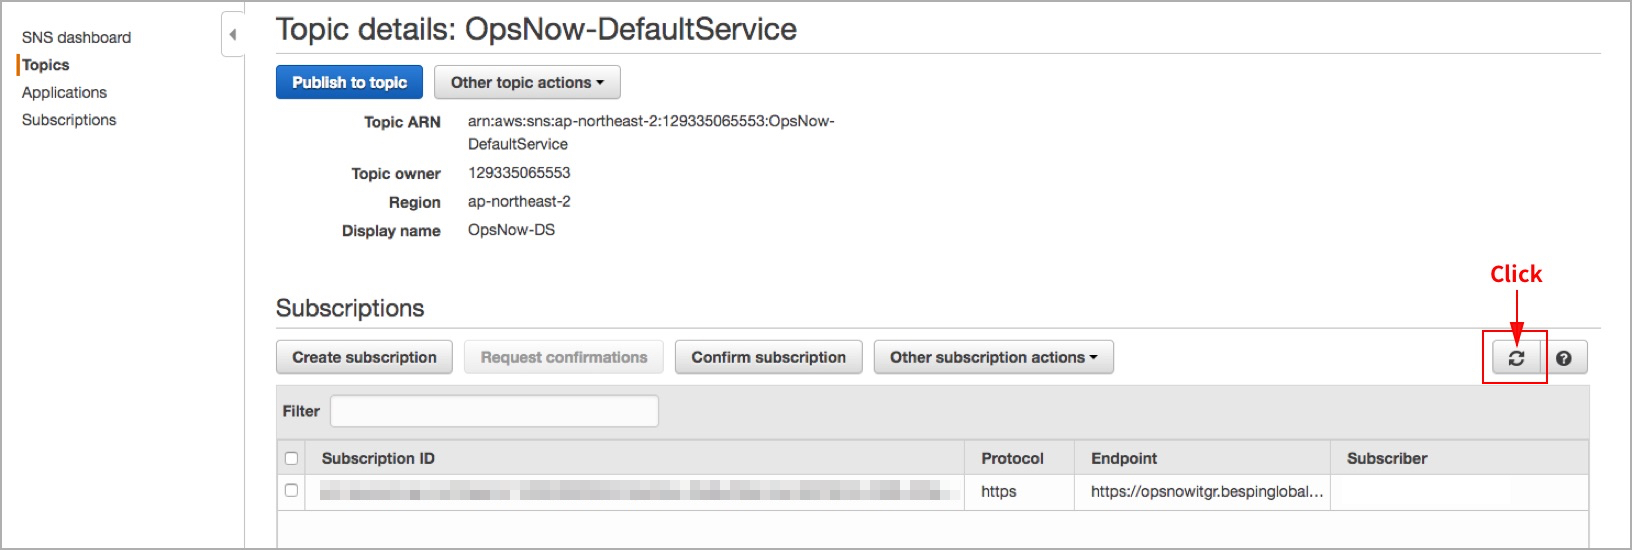 SNS dashboard
Topics
Applications
Subscriptions
Topic details: OpsNow-DefaultService
Publish to topic
Other topic actions
Topic ARN
arn:aws:sns:ap-northeast-2:129335065553:OpsNow-
DefaultService
Topic owner
129335065553
Region
ap-northeast-2
Display name
OpsNow-DS
Click
Subscriptions
Create subscription
Request confirmations
Confirm subscription
Other subscription actions
?
Filter
Subscription ID
Protocol
Endpoint
Subscriber
https
https://opsnowitgr.bespinglobal...